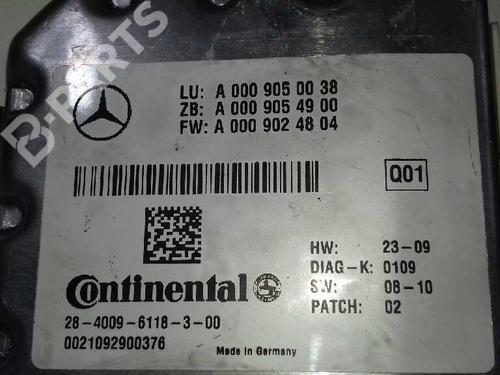 B-PARTS
LU: A 000 905 00 38
ZB: A 000 905 49 00
FW: A 000 902 48 04
Q01
HW: 23-09
DIAG-K: 0109
SW: 08-10
PATCH: 02
Continental
28-4009-6118-3-00
0021092900376
Made in Germany